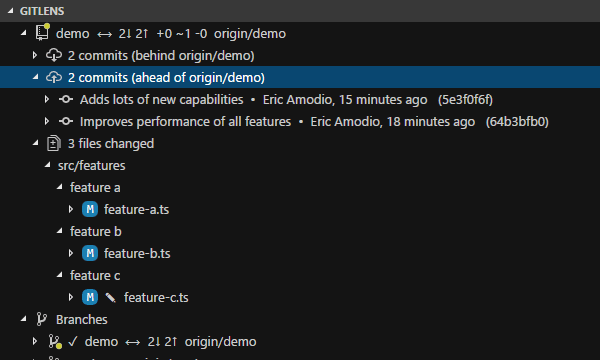 GITLENS
demo ↔ 2↓ 2↑ +0 ~1 -0 origin/demo
2 commits (behind origin/demo)
2 commits (ahead of origin/demo)
Adds lots of new capabilities • Eric Amodio, 15 minutes ago (5e3f0f6f)
Improves performance of all features • Eric Amodio, 18 minutes ago (64b3bfb0)
3 files changed
src/features
feature a
M feature-a.ts
feature b
M feature-b.ts
feature c
M feature-c.ts
Branches
✓ demo ↔ 2↓ 2↑ origin/demo